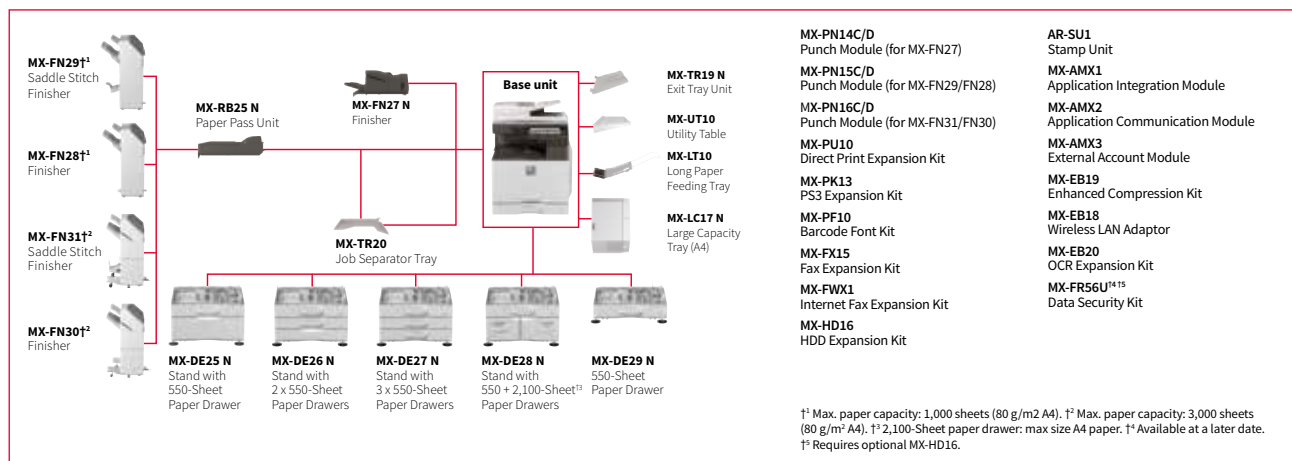 MX-FN29†¹
Saddle Stitch
Finisher
MX-FN28†¹
Finisher
MX-FN31†²
Saddle Stitch
Finisher
MX-FN30†²
Finisher
MX-RB25 N
Paper Pass Unit
MX-FN27 N
Finisher
MX-TR20
Job Separator Tray
Base unit
MX-TR19 N
Exit Tray Unit
MX-UT10
Utility Table
MX-LT10
Long Paper
Feeding Tray
MX-LC17 N
Large Capacity
Tray (A4)
MX-DE25 N
Stand with
550-Sheet
Paper Drawer
MX-DE26 N
Stand with
2 x 550-Sheet
Paper Drawers
MX-DE27 N
Stand with
3 x 550-Sheet
Paper Drawers
MX-DE28 N
Stand with
550 + 2,100-Sheet†³
Paper Drawers
MX-DE29 N
550-Sheet
Paper Drawer
MX-PN14C/D
Punch Module (for MX-FN27)
MX-PN15C/D
Punch Module (for MX-FN29/FN28)
MX-PN16C/D
Punch Module (for MX-FN31/FN30)
MX-PU10
Direct Print Expansion Kit
MX-PK13
PS3 Expansion Kit
MX-PF10
Barcode Font Kit
MX-FX15
Fax Expansion Kit
MX-FWX1
Internet Fax Expansion Kit
MX-HD16
HDD Expansion Kit
AR-SU1
Stamp Unit
MX-AMX1
Application Integration Module
MX-AMX2
Application Communication Module
MX-AMX3
External Account Module
MX-EB19
Enhanced Compression Kit
MX-EB18
Wireless LAN Adaptor
MX-EB20
OCR Expansion Kit
MX-FR56U†⁴ †⁵
Data Security Kit
†¹ Max. paper capacity: 1,000 sheets (80 g/m2 A4). †² Max. paper capacity: 3,000 sheets
(80 g/m² A4). †³ 2,100-Sheet paper drawer: max size A4 paper. †⁴ Available at a later date.
†⁵ Requires optional MX-HD16.